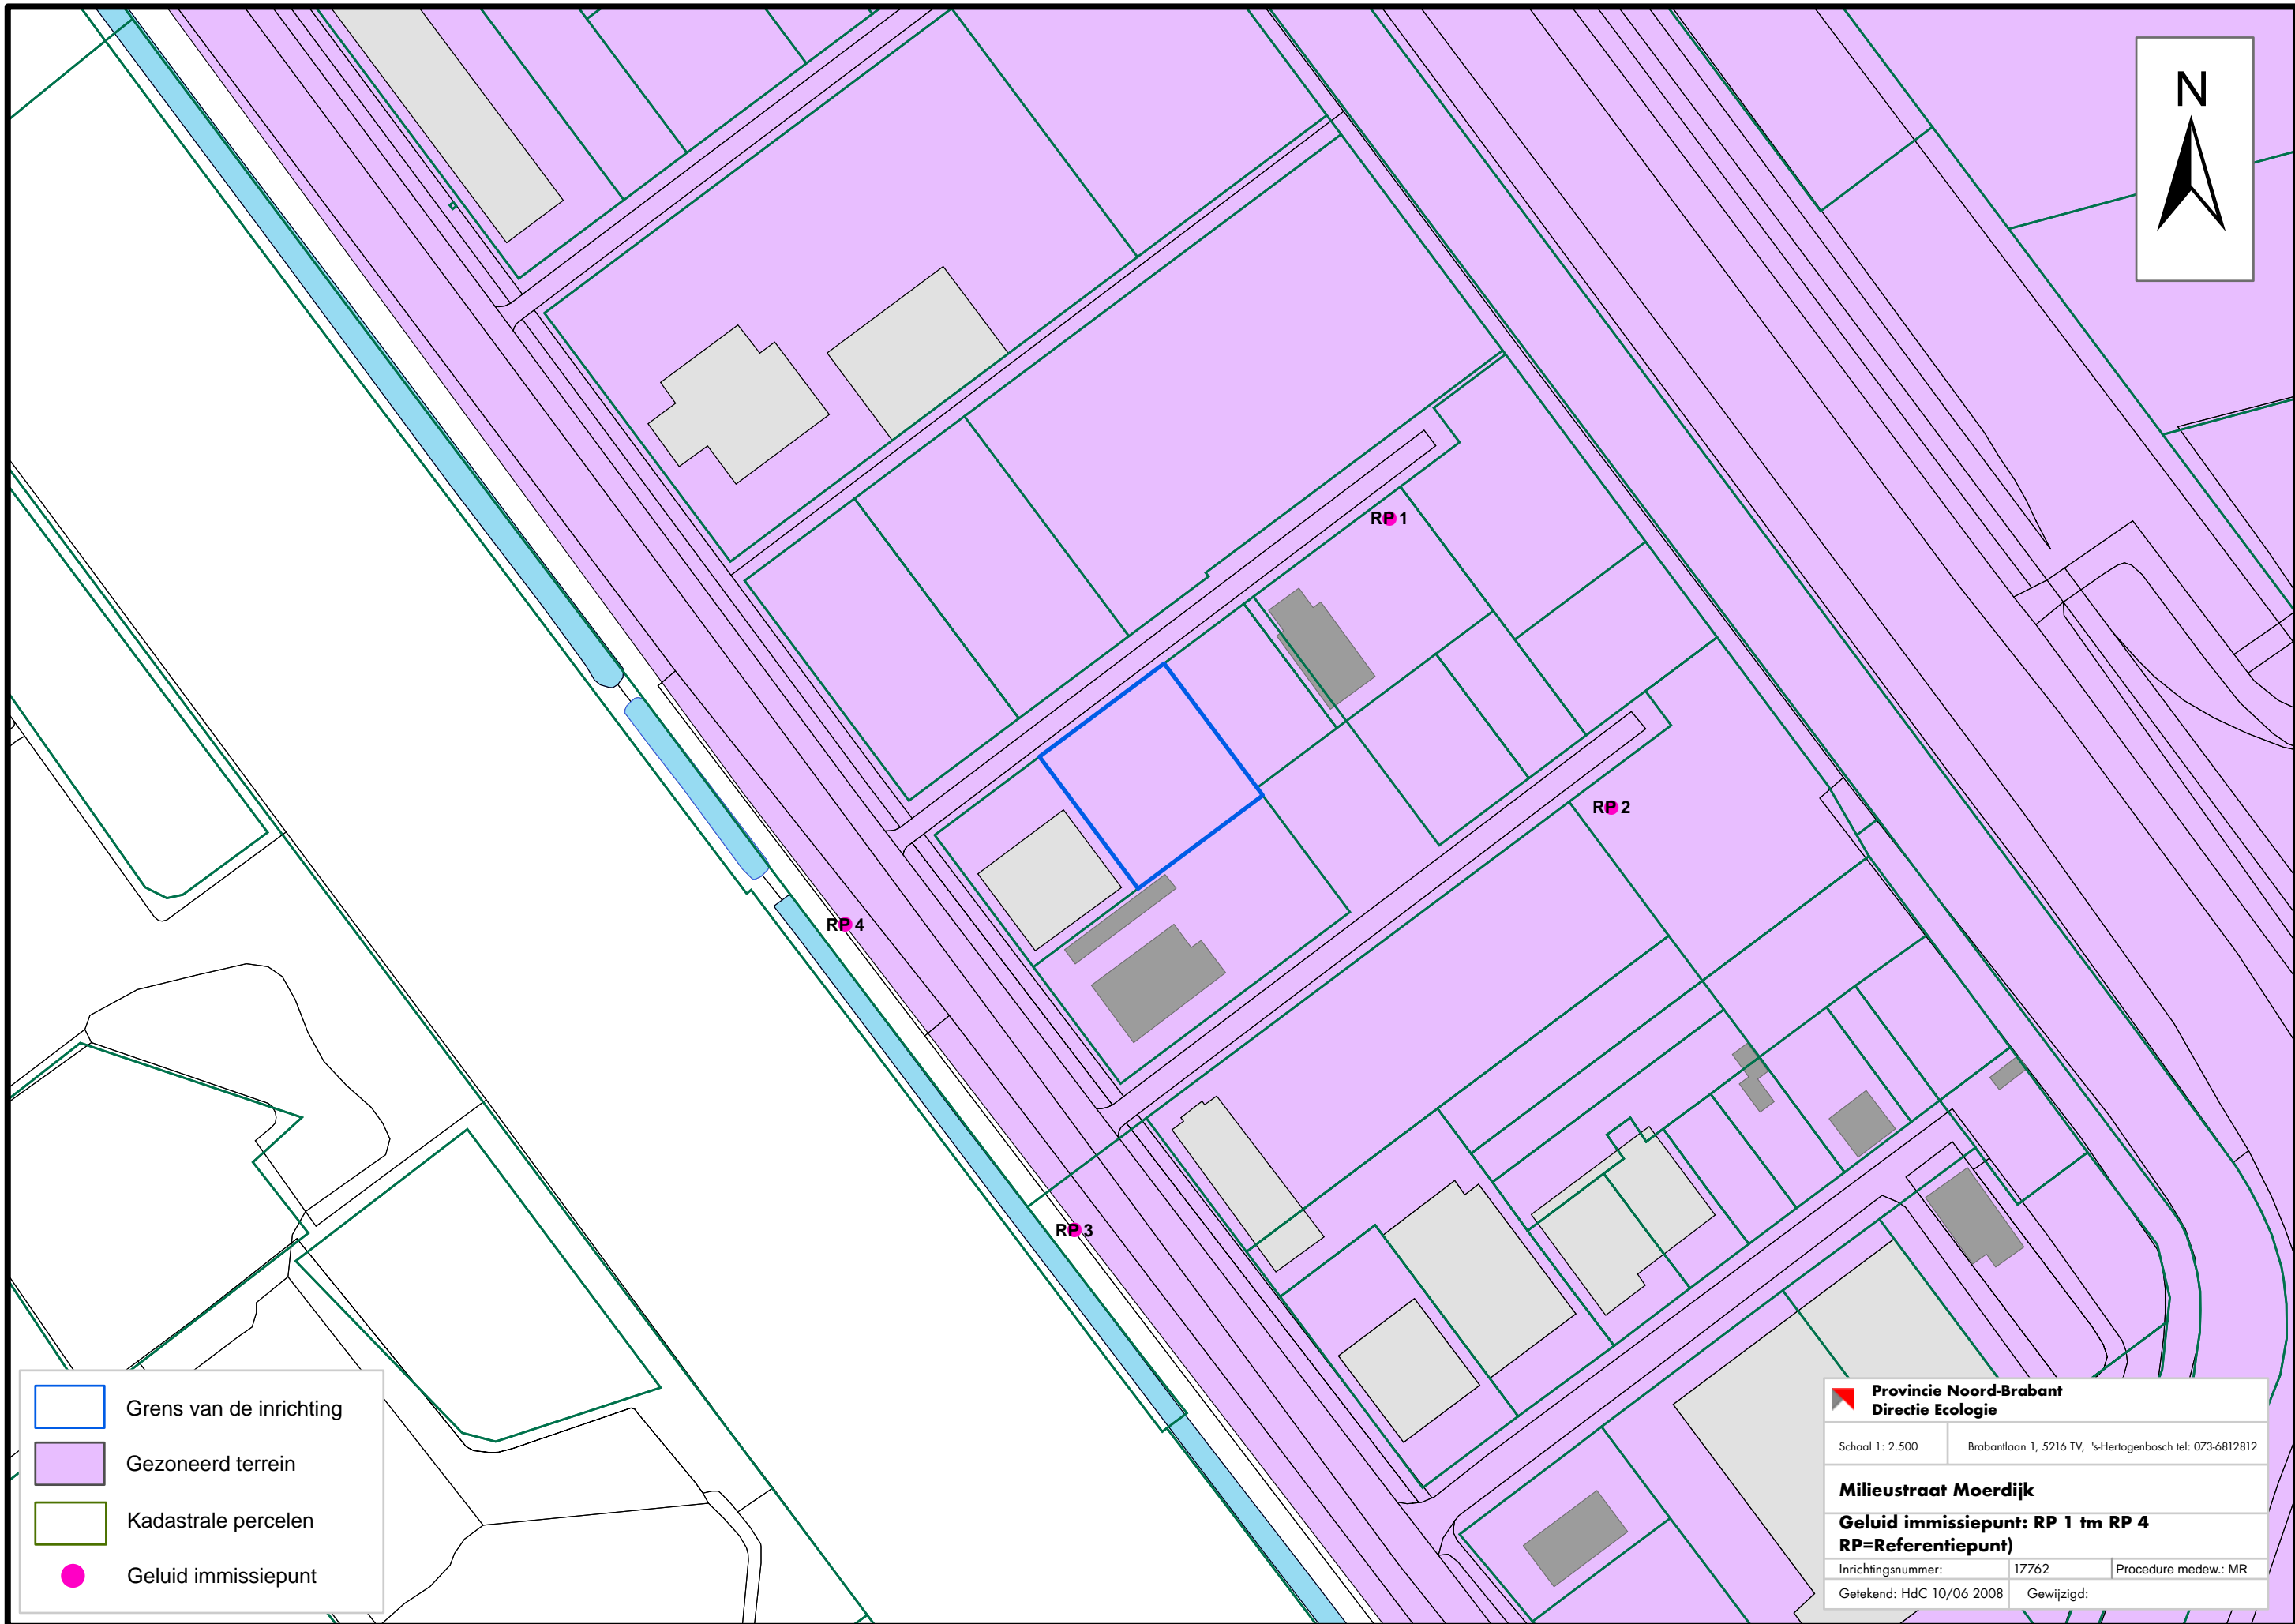 N
RP 1
RP 2
RP 4
RP 3
Grens van de inrichting
Gezoneerd terrein
Kadastrale percelen
Geluid immissiepunt
Provincie Noord-Brabant
Directie Ecologie
Schaal 1: 2.500 Brabantlaan 1, 5216 TV, 's-Hertogenbosch tel: 073-6812812
Milieustraat Moerdijk
Geluid immissiepunt: RP 1 tm RP 4
RP=Referentiepunt)
Inrichtingsnummer: 17762 Procedure medew.: MR
Getekend: HdC 10/06 2008 Gewijzigd: